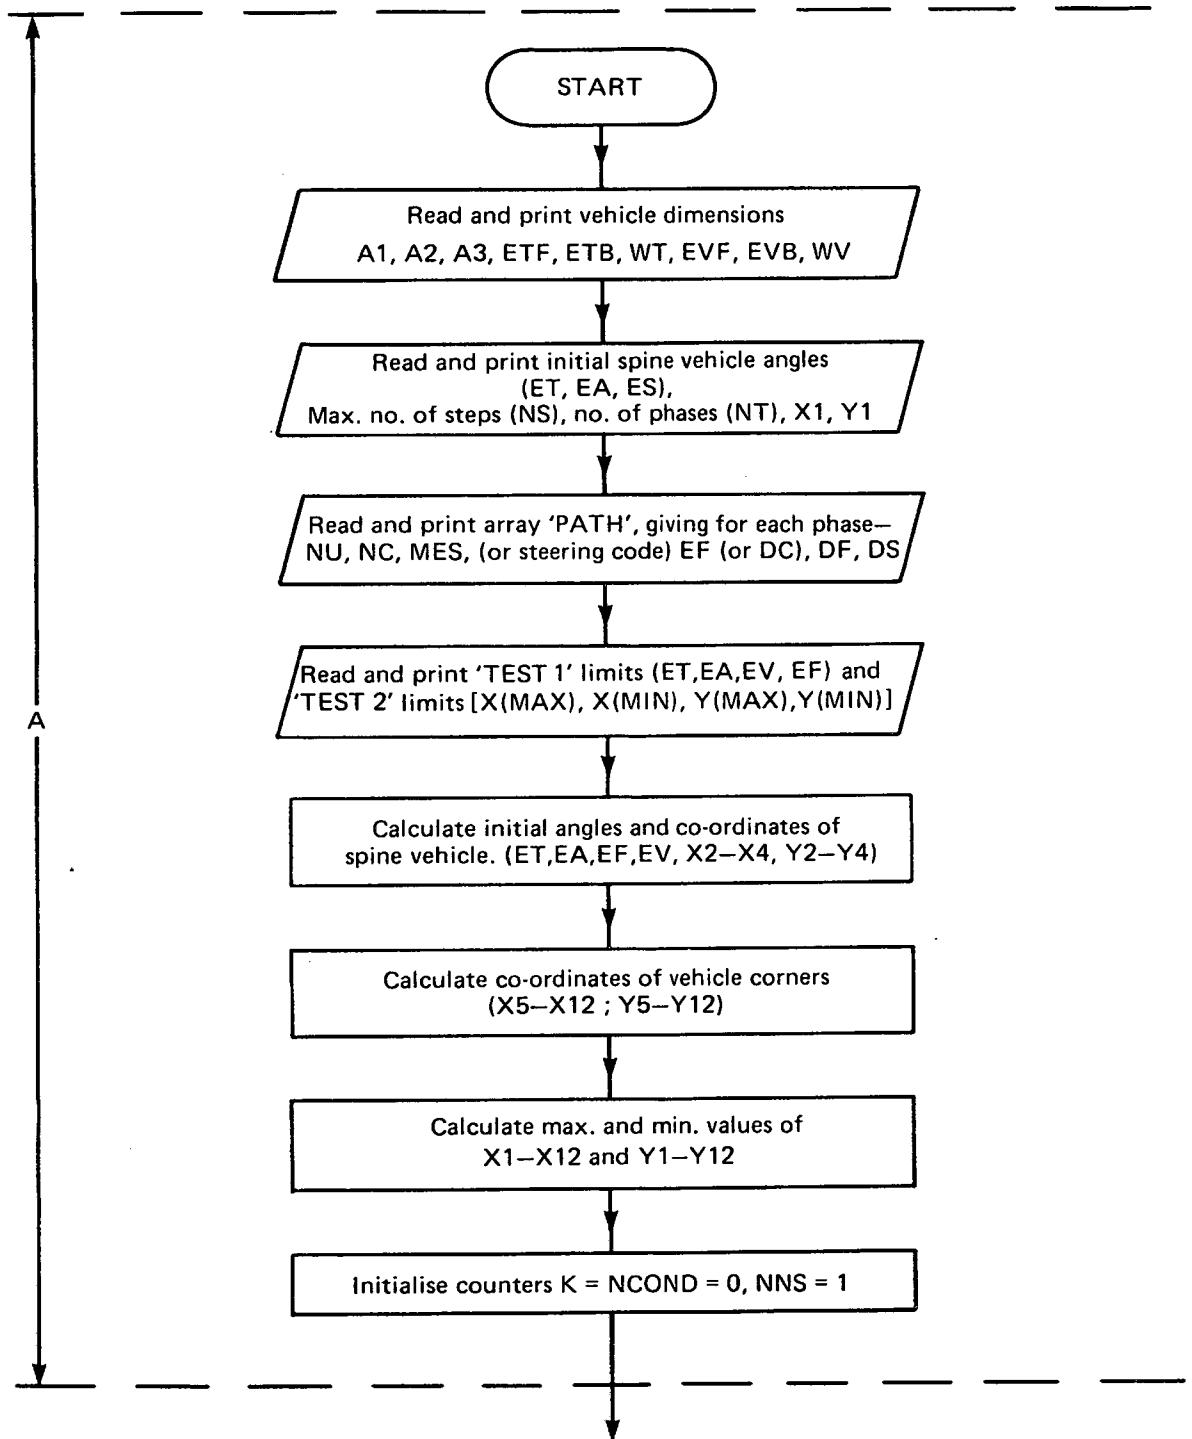 START
Read and print vehicle dimensions
A1, A2, A3, ETF, ETB, WT, EVF, EVB, WV
Read and print initial spine vehicle angles
(ET, EA, ES),
Max. no. of steps (NS), no. of phases (NT), X1, Y1
Read and print array 'PATH', giving for each phase—
NU, NC, MES, (or steering code) EF (or DC), DF, DS
Read and print 'TEST 1' limits (ET,EA,EV, EF) and
'TEST 2' limits [X(MAX), X(MIN), Y(MAX),Y(MIN)]
A
Calculate initial angles and co-ordinates of
spine vehicle. (ET,EA,EF,EV, X2—X4, Y2—Y4)
Calculate co-ordinates of vehicle corners
(X5—X12 ; Y5—Y12)
Calculate max. and min. values of
X1—X12 and Y1—Y12
Initialise counters K = NCOND = 0, NNS = 1